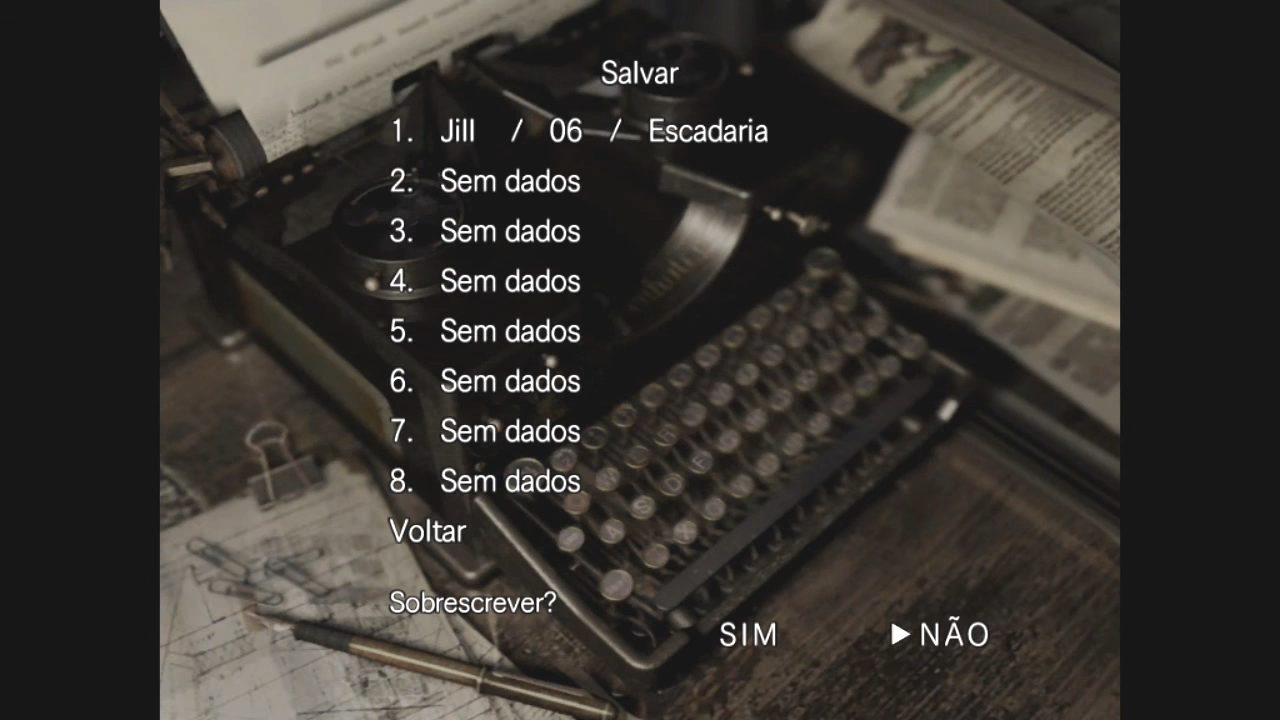 Salvar
1. Jill / 06 / Escadaria
2. Sem dados
3. Sem dados
4. Sem dados
5. Sem dados
6. Sem dados
7. Sem dados
8. Sem dados
Voltar
Sobrescrever?
SIM ▶NÃO